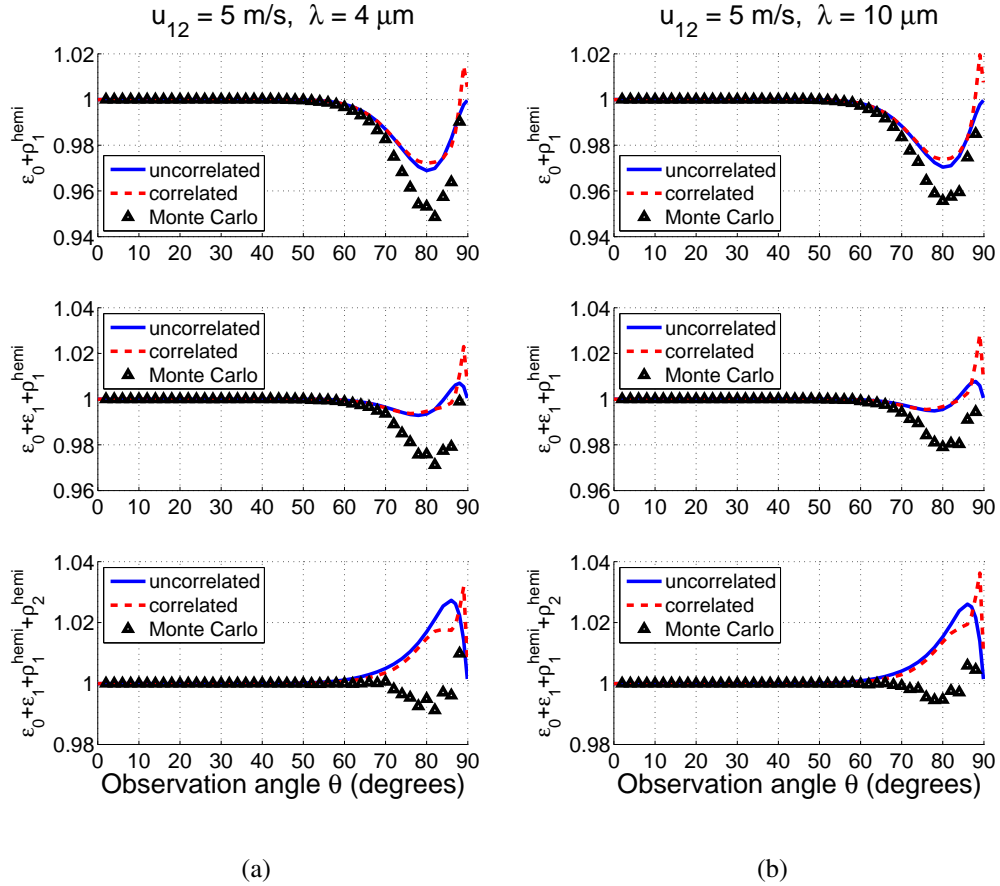 u12 = 5 m/s, λ = 4 μm
ε0+ρ1hemi
1.02
1
0.98
0.96
0.94
uncorrelated
correlated
Monte Carlo
0 10 20 30 40 50 60 70 80 90
ε0+ε1+ρ1hemi
1.04
1.02
1
0.98
0.96
uncorrelated
correlated
Monte Carlo
0 10 20 30 40 50 60 70 80 90
ε0+ε1+ρ1hemi+ρ2hemi
1.04
1.02
1
0.98
uncorrelated
correlated
Monte Carlo
0 10 20 30 40 50 60 70 80 90
Observation angle θ (degrees)
(a)
u12 = 5 m/s, λ = 10 μm
ε0+ρ1hemi
1.02
1
0.98
0.96
0.94
uncorrelated
correlated
Monte Carlo
0 10 20 30 40 50 60 70 80 90
ε0+ε1+ρ1hemi
1.04
1.02
1
0.98
0.96
uncorrelated
correlated
Monte Carlo
0 10 20 30 40 50 60 70 80 90
ε0+ε1+ρ1hemi+ρ2hemi
1.04
1.02
1
0.98
uncorrelated
correlated
Monte Carlo
0 10 20 30 40 50 60 70 80 90
Observation angle θ (degrees)
(b)